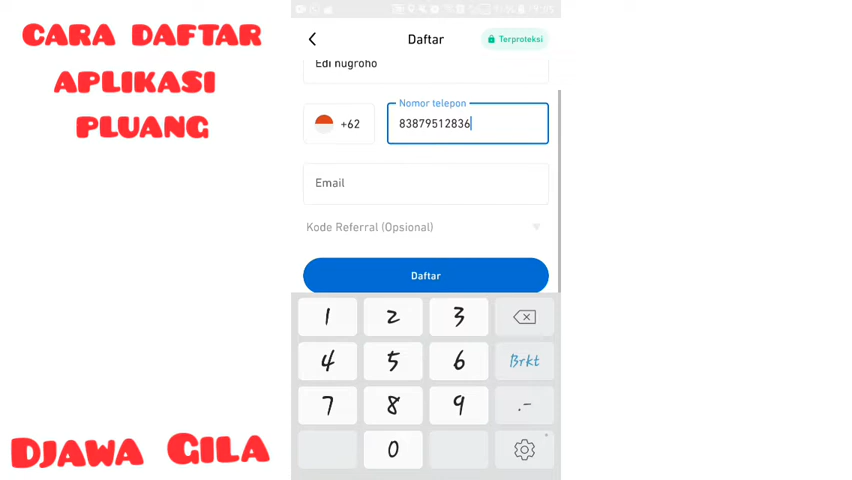 CARA DAFTAR
APLIKASI
PLUANG
Daftar
Terproteksi
Edi nugroho
Nomor telepon
+62
83879512836
Email
Kode Referral (Opsional)
Daftar
1 2 3
4 5 6 Brkt
7 8 9 .-
0
DJAWA GILA